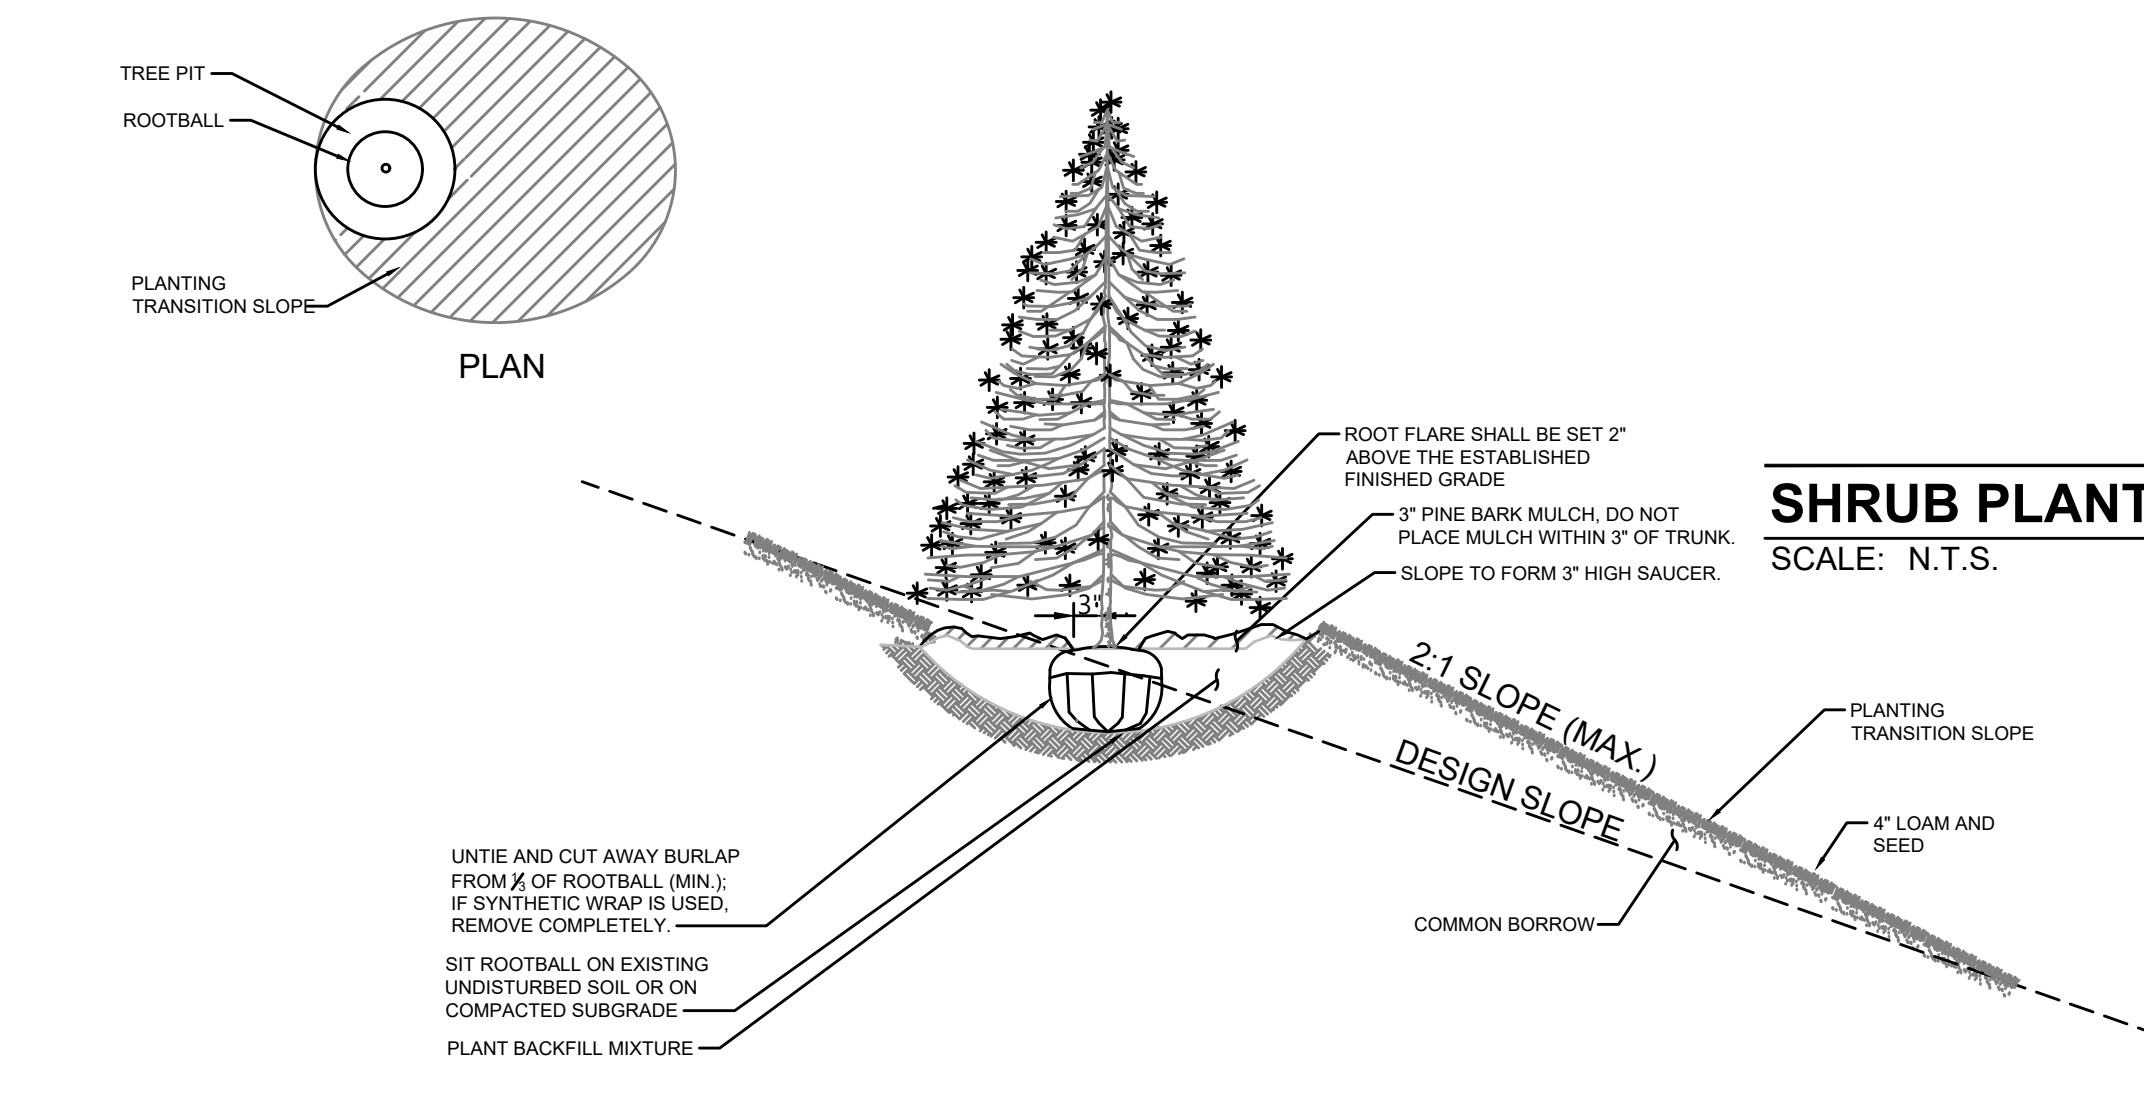 TREE PIT
ROOTBALL
PLANTING
TRANSITION SLOPE
PLAN
ROOT FLARE SHALL BE SET 2"
ABOVE THE ESTABLISHED
FINISHED GRADE
3" PINE BARK MULCH, DO NOT
PLACE MULCH WITHIN 3" OF TRUNK.
SLOPE TO FORM 3" HIGH SAUCER.
3"
SHRUB PLANT
SCALE: N.T.S.
2:1 SLOPE (MAX.)
DESIGN SLOPE
PLANTING
TRANSITION SLOPE
4" LOAM AND
SEED
COMMON BORROW
UNTIE AND CUT AWAY BURLAP
FROM 1/3 OF ROOTBALL (MIN.);
IF SYNTHETIC WRAP IS USED,
REMOVE COMPLETELY.
SIT ROOTBALL ON EXISTING
UNDISTURBED SOIL OR ON
COMPACTED SUBGRADE
PLANT BACKFILL MIXTURE